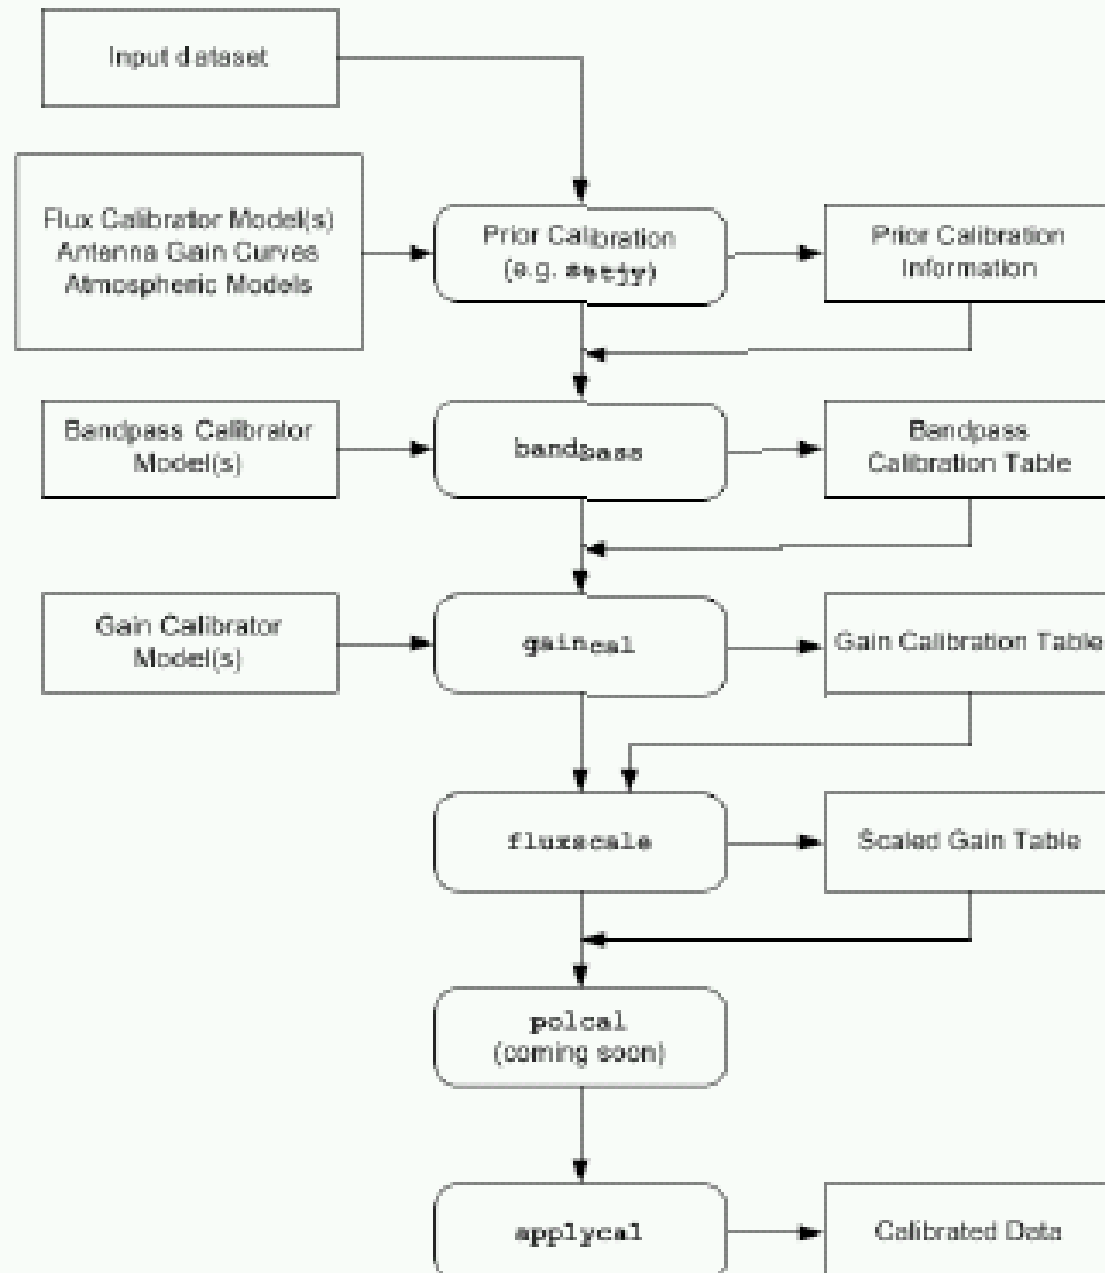 Input dataset
Flux Calibrator Model(s)
Antenna Gain Curves
Atmospheric Models
Prior Calibration
(e.g. setjy)
Prior Calibration
Information
Bandpass Calibrator
Model(s)
bandpass
Bandpass
Calibration Table
Gain Calibrator
Model(s)
gaincal
Gain Calibration Table
fluxscale
Scaled Gain Table
polcal
(coming soon)
applycal
Calibrated Data